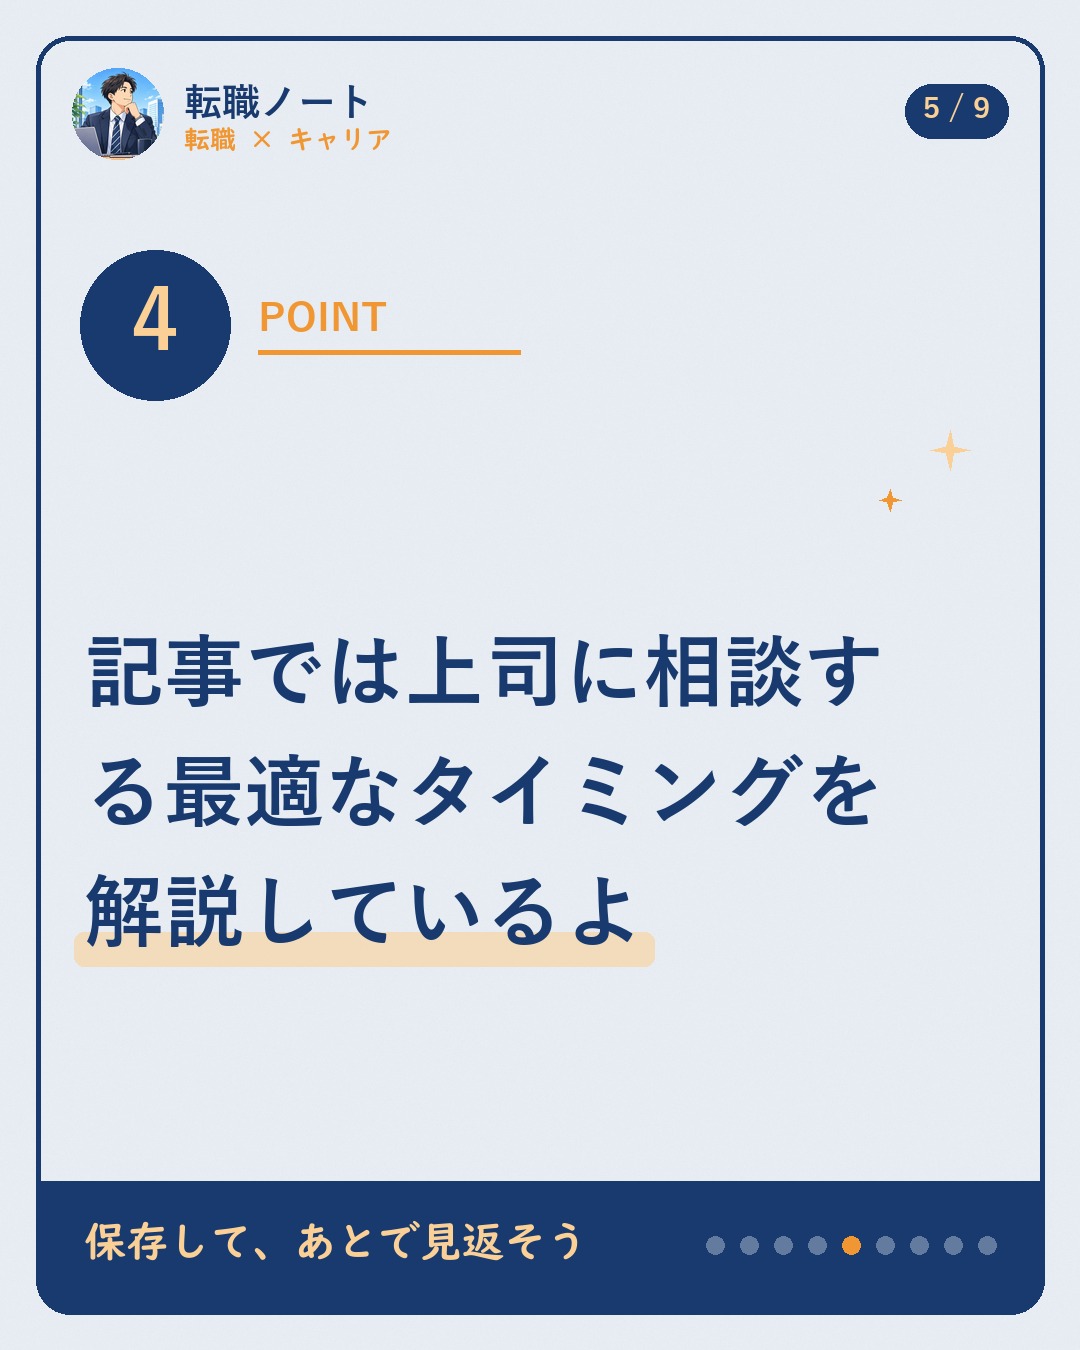 転職ノート
転職 × キャリア
5 / 9
4
POINT
記事では上司に相談す
る最適なタイミングを
解説しているよ
保存して、あとで見返そう